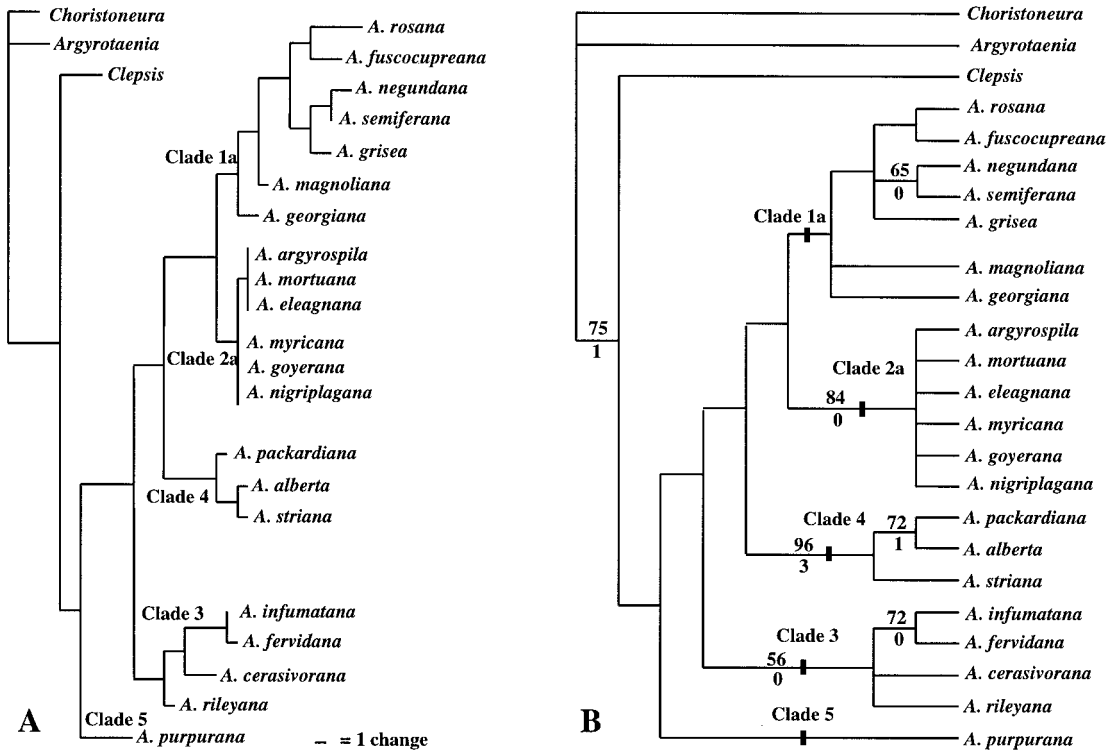 Choristoneura
Argyrotaenia
Clepsis
A. rosana
A. fuscocupreana
A. negundana
A. semiferana
A. grisea
Clade 1a
A. magnoliana
A. georgiana
A. argyrospila
A. mortuana
A. eleagnana
A. myricana
Clade 2a
A. goyerana
A. nigriplagana
A. packardiana
A. alberta
Clade 4
A. striana
Clade 3
A. infumatana
A. fervidana
A. cerasivorana
A. rileyana
A
Clade 5
A. purpurana
= 1 change
Choristoneura
Argyrotaenia
Clepsis
A. rosana
A. fuscocupreana
65
A. negundana
0
A. semiferana
Clade 1a
A. grisea
A. magnoliana
A. georgiana
75
1
A. argyrospila
A. mortuana
Clade 2a
84
0
A. eleagnana
A. myricana
A. goyerana
A. nigriplagana
Clade 4
72
1
A. packardiana
96
3
A. alberta
A. striana
72
0
A. infumatana
Clade 3
A. fervidana
56
0
A. cerasivorana
A. rileyana
B
Clade 5
A. purpurana